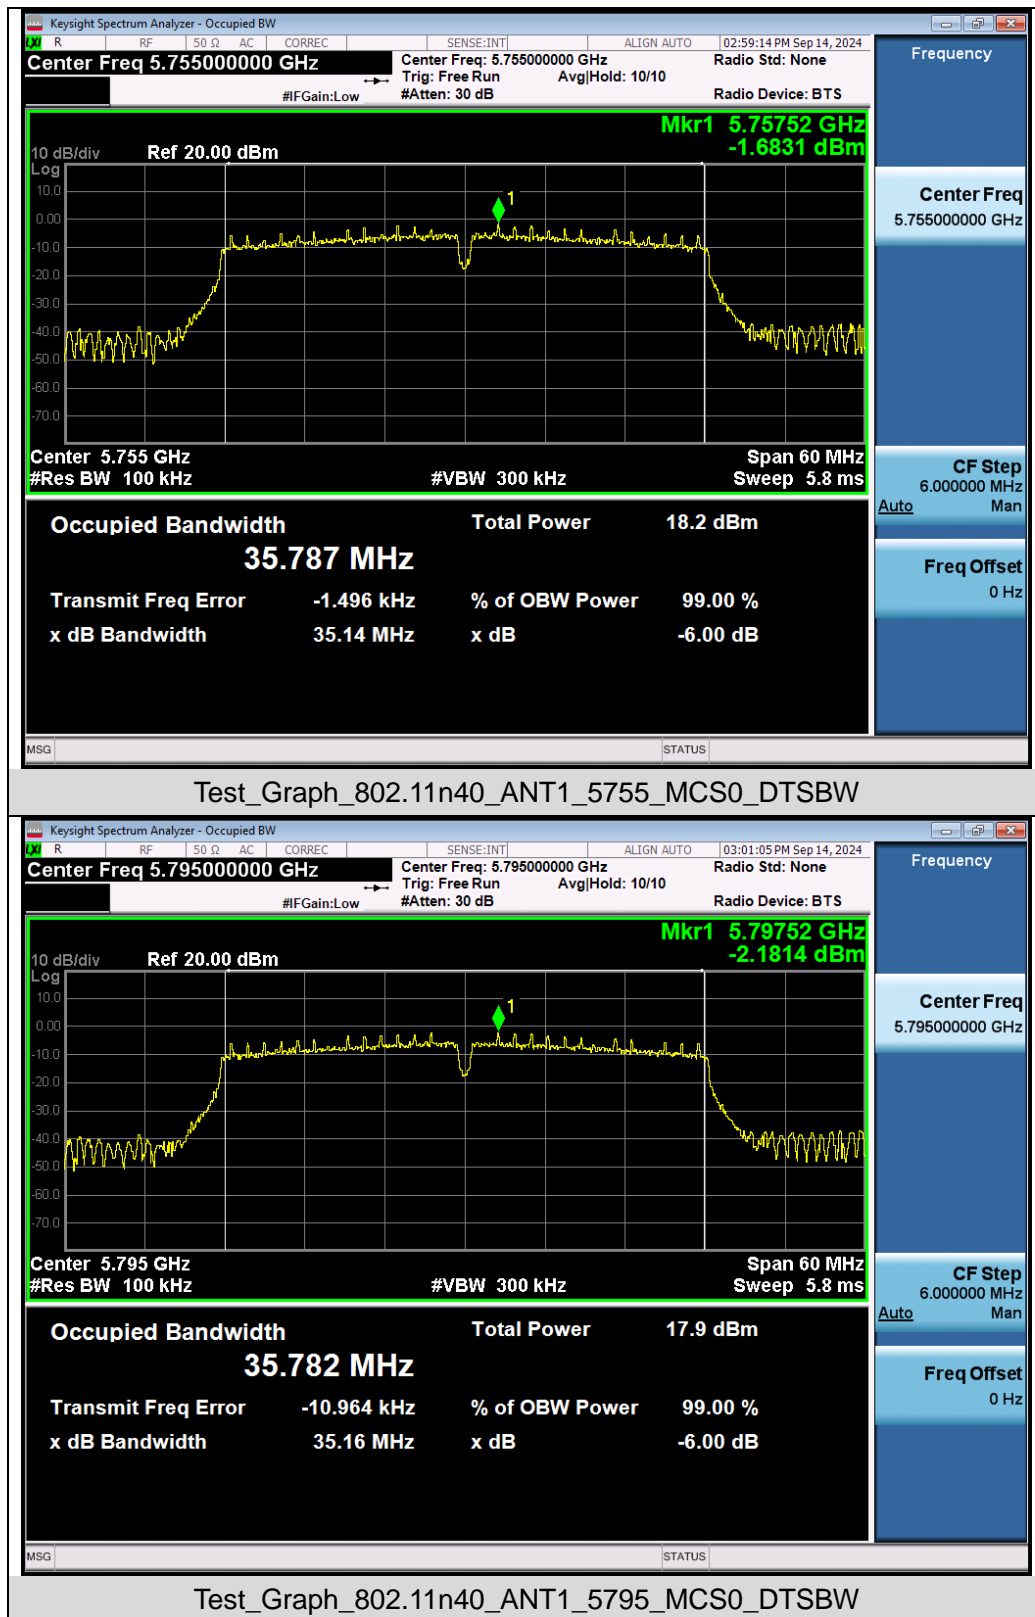 Keysight Spectrum Analyzer - Occupied BW
LXI R RF 50 Ω AC CORREC SENSE:INT ALIGN AUTO 02:59:14 PM Sep 14, 2024
Center Freq 5.755000000 GHz
Center Freq: 5.755000000 GHz Radio Std: None
Trig: Free Run Avg|Hold: 10/10
#IFGain:Low #Atten: 30 dB Radio Device: BTS
Frequency
Mkr1 5.75752 GHz
-1.6831 dBm
10 dB/div Ref 20.00 dBm
Log
10.0
0.00
-10.0
-20.0
-30.0
-40.0
-50.0
-60.0
-70.0
1
Center Freq
5.755000000 GHz
Center 5.755 GHz Span 60 MHz
#Res BW 100 kHz #VBW 300 kHz Sweep 5.8 ms
CF Step
6.000000 MHz
Auto Man
Occupied Bandwidth Total Power 18.2 dBm
35.787 MHz
Transmit Freq Error -1.496 kHz % of OBW Power 99.00 %
x dB Bandwidth 35.14 MHz x dB -6.00 dB
Freq Offset
0 Hz
MSG STATUS
Test_Graph_802.11n40_ANT1_5755_MCS0_DTSBW
Keysight Spectrum Analyzer - Occupied BW
LXI R RF 50 Ω AC CORREC SENSE:INT ALIGN AUTO 03:01:05 PM Sep 14, 2024
Center Freq 5.795000000 GHz
Center Freq: 5.795000000 GHz Radio Std: None
Trig: Free Run Avg|Hold: 10/10
#IFGain:Low #Atten: 30 dB Radio Device: BTS
Frequency
Mkr1 5.79752 GHz
-2.1814 dBm
10 dB/div Ref 20.00 dBm
Log
10.0
0.00
-10.0
-20.0
-30.0
-40.0
-50.0
-60.0
-70.0
1
Center Freq
5.795000000 GHz
Center 5.795 GHz Span 60 MHz
#Res BW 100 kHz #VBW 300 kHz Sweep 5.8 ms
CF Step
6.000000 MHz
Auto Man
Occupied Bandwidth Total Power 17.9 dBm
35.782 MHz
Transmit Freq Error -10.964 kHz % of OBW Power 99.00 %
x dB Bandwidth 35.16 MHz x dB -6.00 dB
Freq Offset
0 Hz
MSG STATUS
Test_Graph_802.11n40_ANT1_5795_MCS0_DTSBW